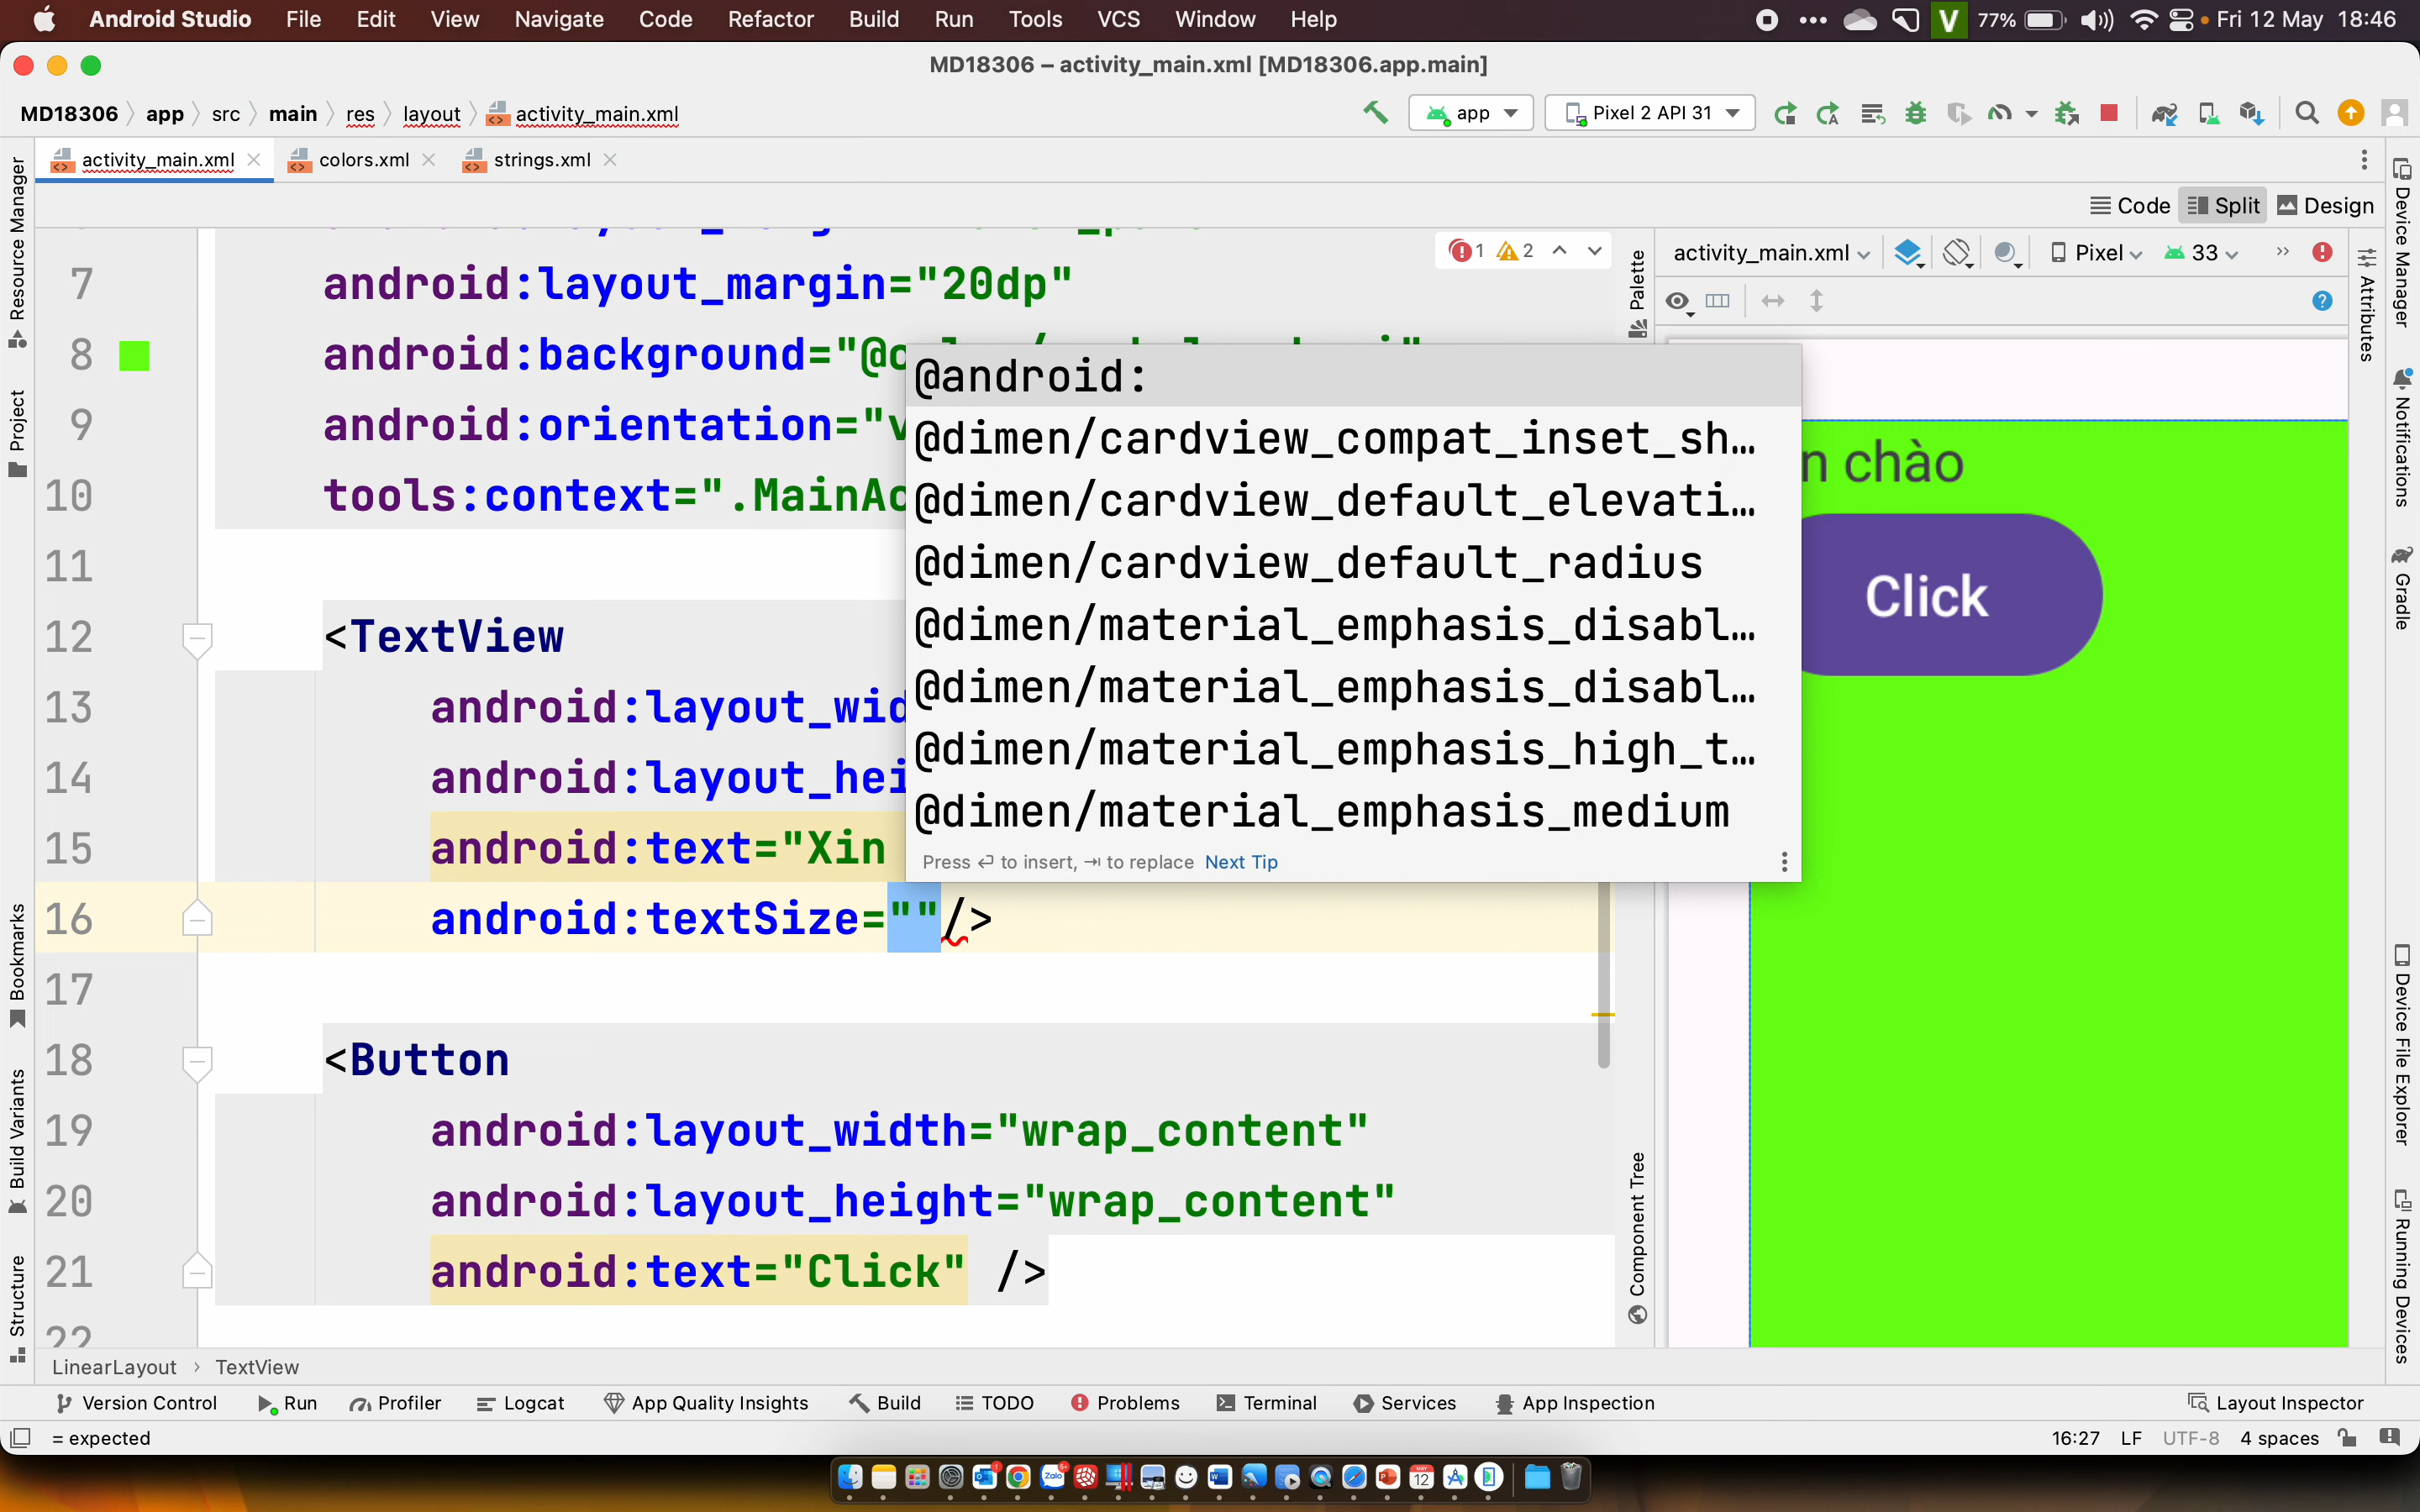 Android Studio File Edit View Navigate Code Refactor Build Run Tools VCS Window Help V 77% Fri 12 May 18:46
MD18306 – activity_main.xml [MD18306.app.main]
MD18306 app src main res layout activity_main.xml app Pixel 2 API 31
activity_main.xml colors.xml strings.xml
Code Split Design
1 2 activity_main.xml Pixel 33
7 android:layout_margin="20dp"
8 android:background="@c
9 android:orientation="v
10 tools:context=".MainAc
11
12 <TextView
13 android:layout_wid
14 android:layout_hei
15 android:text="Xin
16 android:textSize=""/>
17
18 <Button
19 android:layout_width="wrap_content"
20 android:layout_height="wrap_content"
21 android:text="Click" />
22
@android:
@dimen/cardview_compat_inset_sh…
@dimen/cardview_default_elevati…
@dimen/cardview_default_radius
@dimen/material_emphasis_disabl…
@dimen/material_emphasis_disabl…
@dimen/material_emphasis_high_t…
@dimen/material_emphasis_medium
Press ⏎ to insert, ⇥ to replace Next Tip
n chào
Click
Resource Manager
Project
Bookmarks
Build Variants
Structure
Palette
Component Tree
Attributes
Device Manager
Notifications
Gradle
Device File Explorer
Running Devices
LinearLayout › TextView
Version Control Run Profiler Logcat App Quality Insights Build TODO Problems Terminal Services App Inspection Layout Inspector
= expected 16:27 LF UTF-8 4 spaces